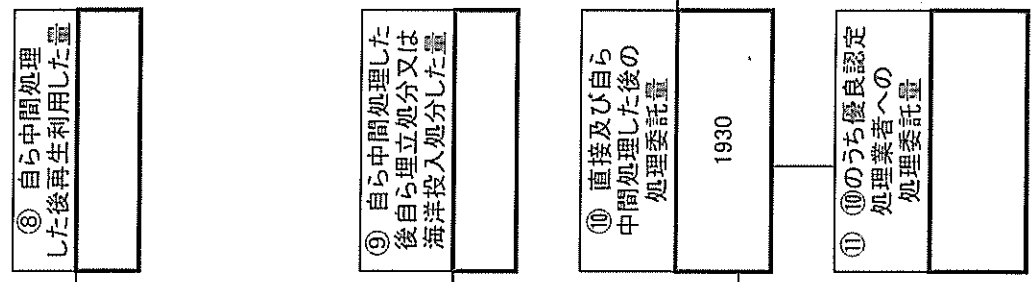 ⑧ 自ら中間処理
した後再生利用した量
⑨ 自ら中間処理した
後自ら埋立処分又は
海洋投入処分した量
⑩ 直接及び自ら
中間処理した後の
処理委託量
1930
⑪ ⑩のうち優良認定
処理業者への
処理委託量